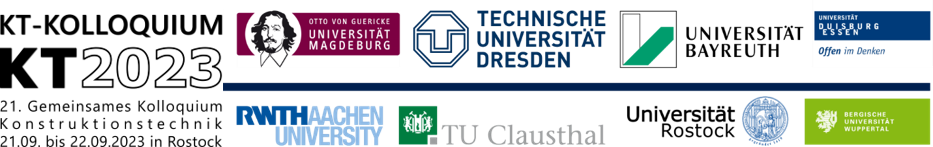 KT-KOLLOQUIUM
KT2023
21. Gemeinsames Kolloquium
Konstruktionstechnik
21.09. bis 22.09.2023 in Rostock
OTTO VON GUERICKE
UNIVERSITÄT
MAGDEBURG
TECHNISCHE
UNIVERSITÄT
DRESDEN
UNIVERSITÄT
BAYREUTH
UNIVERSITÄT
DUISBURG
ESSEN
Offen im Denken
RWTHAACHEN
UNIVERSITY
TU Clausthal
Universität
Rostock
BERGISCHE
UNIVERSITÄT
WUPPERTAL